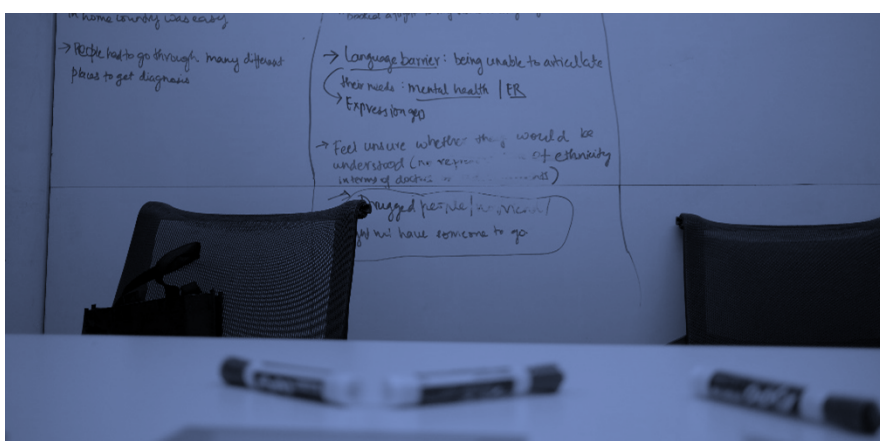 in home country was easy
→ People had to go through many different
places to get diagnosis
→ Language barrier: being unable to articulate
their needs: mental health | ER
→ Expression gap
→ Feel unsure whether they would be
understood (no of ethnicity
in terms of doctors
→ Drugged people |
have someone to go